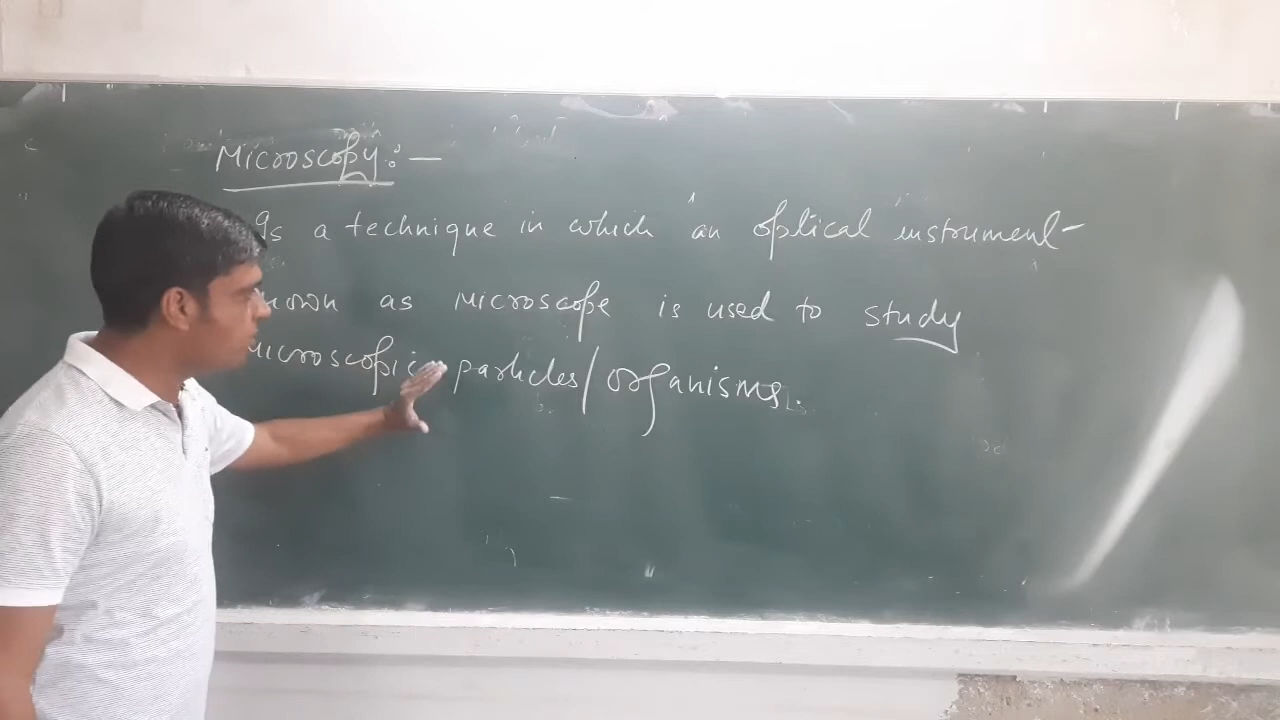 Microscopy:-
Is a technique in which an optical instrument-
known as Microscope is used to study
Microscopic particles/organisms.